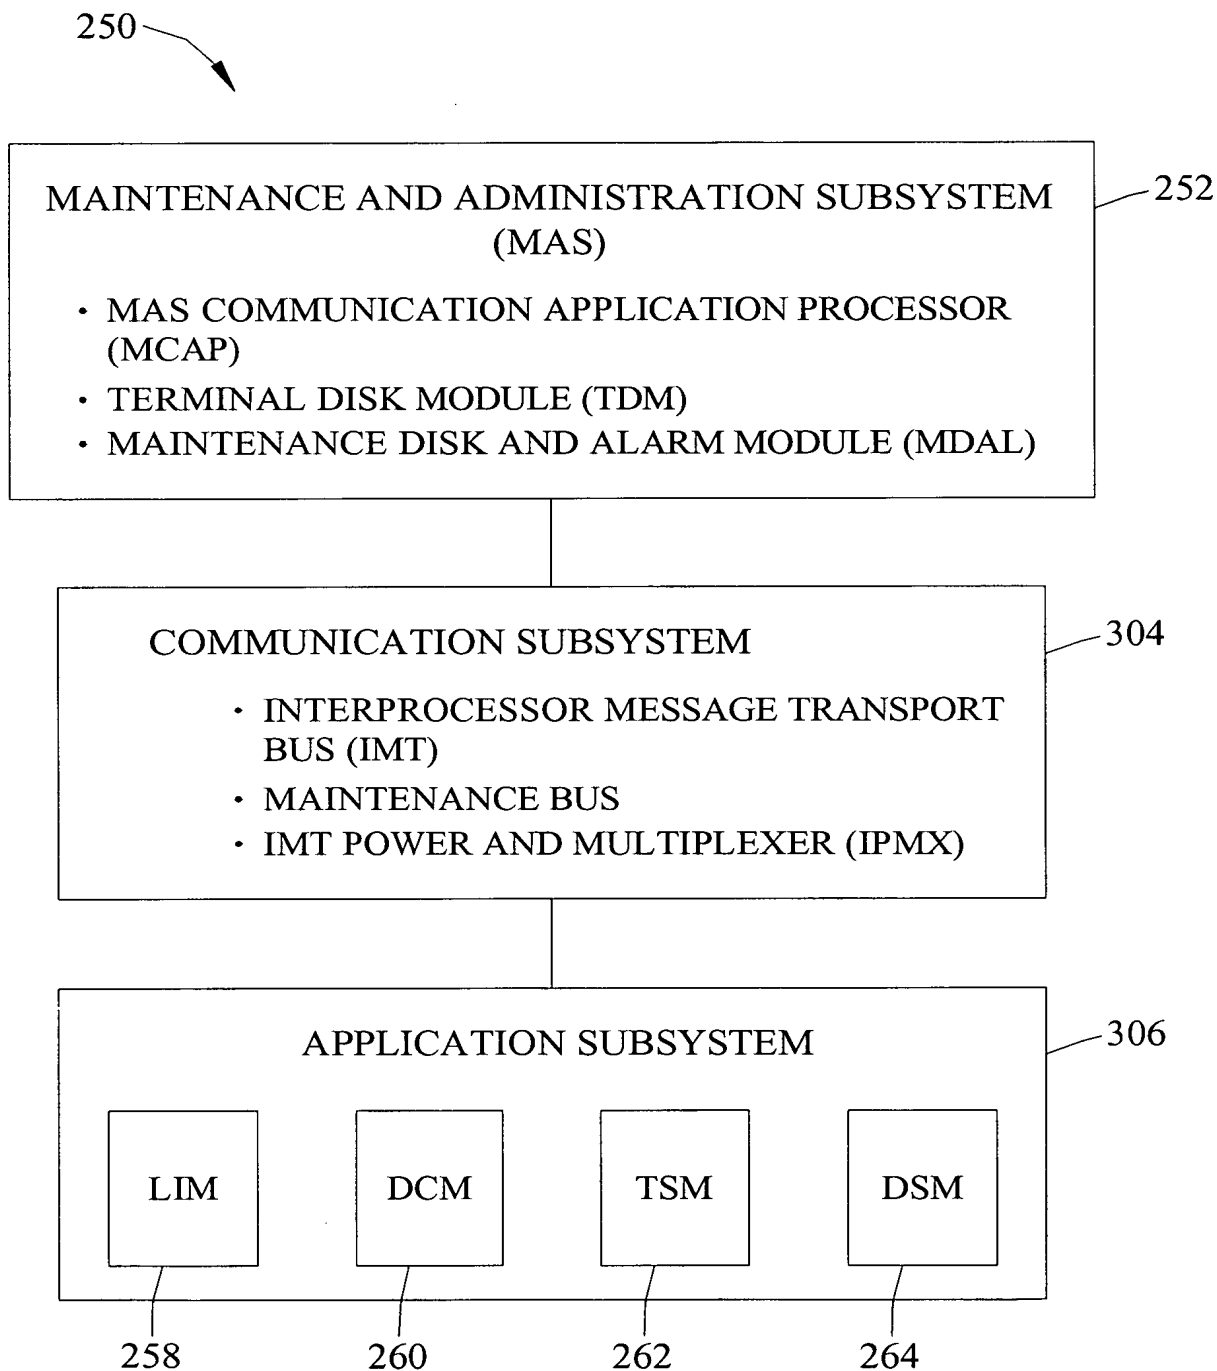 250
MAINTENANCE AND ADMINISTRATION SUBSYSTEM
(MAS)
252
· MAS COMMUNICATION APPLICATION PROCESSOR
(MCAP)
· TERMINAL DISK MODULE (TDM)
· MAINTENANCE DISK AND ALARM MODULE (MDAL)
COMMUNICATION SUBSYSTEM
304
· INTERPROCESSOR MESSAGE TRANSPORT
BUS (IMT)
· MAINTENANCE BUS
· IMT POWER AND MULTIPLEXER (IPMX)
APPLICATION SUBSYSTEM
306
LIM
DCM
TSM
DSM
258
260
262
264